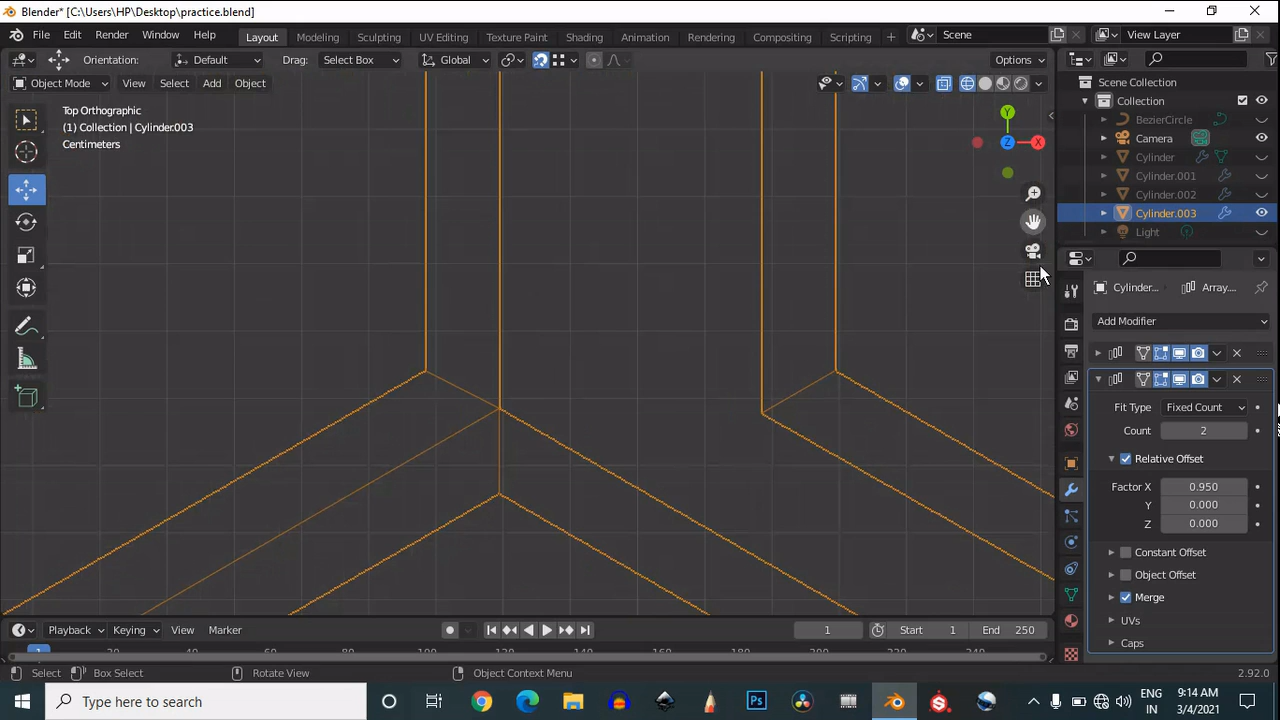 Blender* [C:\Users\HP\Desktop\practice.blend]
File Edit Render Window Help Layout Modeling Sculpting UV Editing Texture Paint Shading Animation Rendering Compositing Scripting + Scene View Layer
Orientation: Default Drag: Select Box Global Options
Object Mode View Select Add Object
Top Orthographic
(1) Collection | Cylinder.003
Centimeters
Y
Z X
Scene Collection
Collection
BezierCircle
Camera
Cylinder
Cylinder.001
Cylinder.002
Cylinder.003
Light
Cylinder... Array...
Add Modifier
Fit Type Fixed Count
Count 2
Relative Offset
Factor X 0.950
Y 0.000
Z 0.000
Constant Offset
Object Offset
Merge
UVs
Caps
Playback Keying View Marker 1 Start 1 End 250
Select Box Select Rotate View Object Context Menu 2.92.0
Type here to search
ENG
IN
9:14 AM
3/4/2021